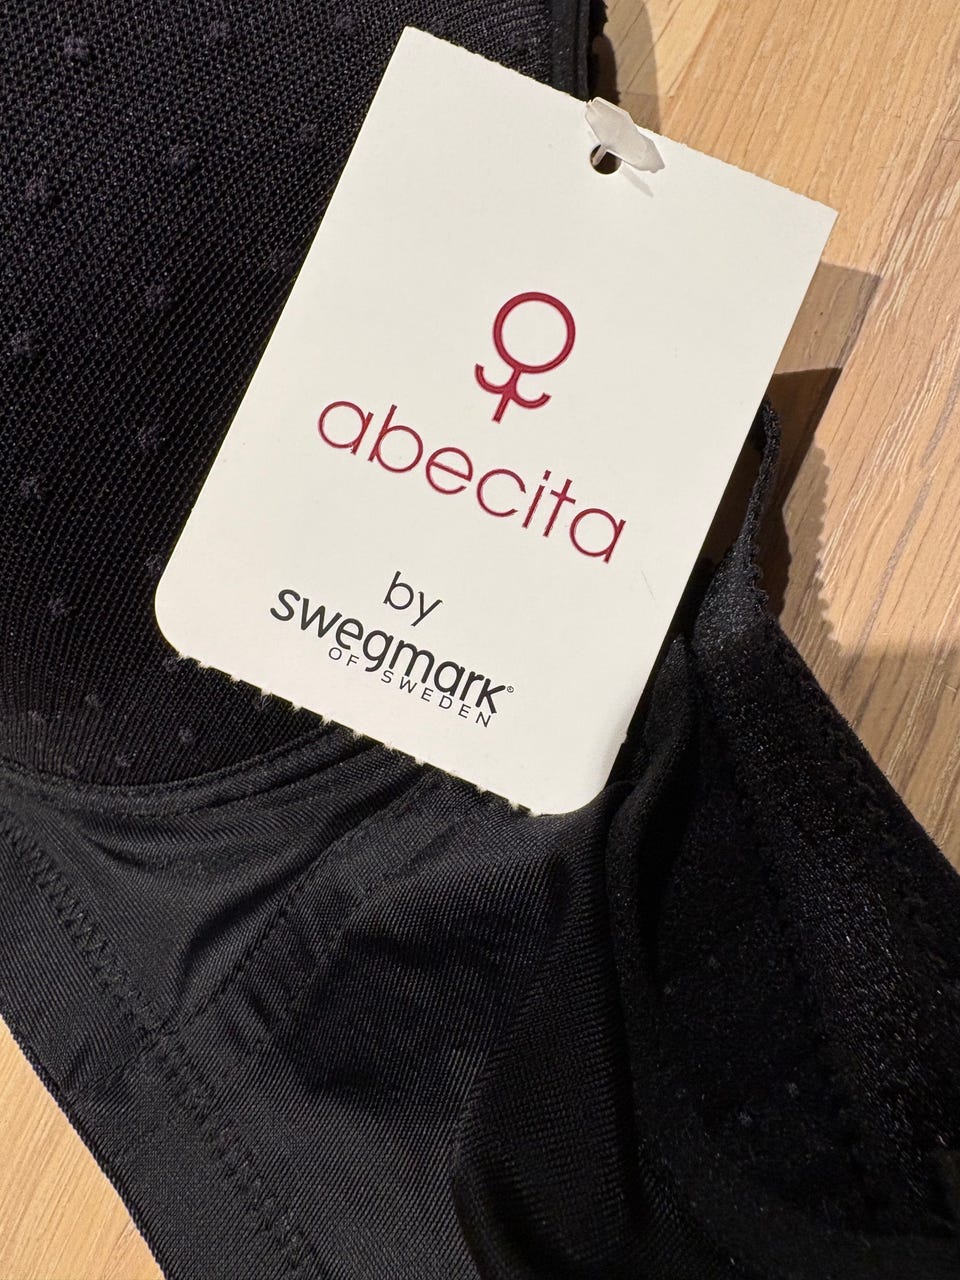 abecita
by
swegmark®
OF SWEDEN